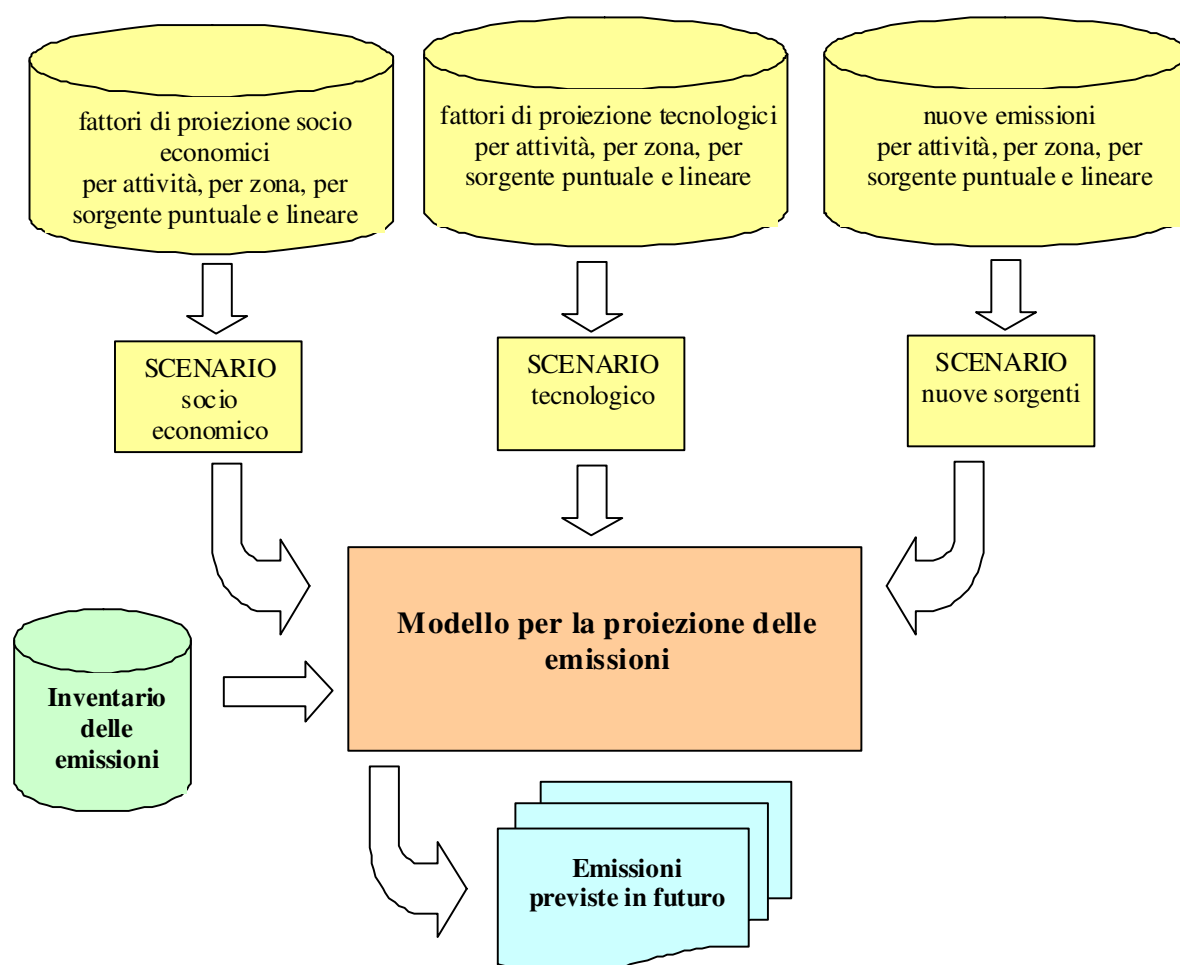 fattori di proiezione socio
economici
per attività, per zona, per
sorgente puntuale e lineare
fattori di proiezione tecnologici
per attività, per zona, per
sorgente puntuale e lineare
nuove emissioni
per attività, per zona, per
sorgente puntuale e lineare
SCENARIO
socio
economico
SCENARIO
tecnologico
SCENARIO
nuove sorgenti
Modello per la proiezione delle
emissioni
Inventario
delle
emissioni
Emissioni
previste in futuro